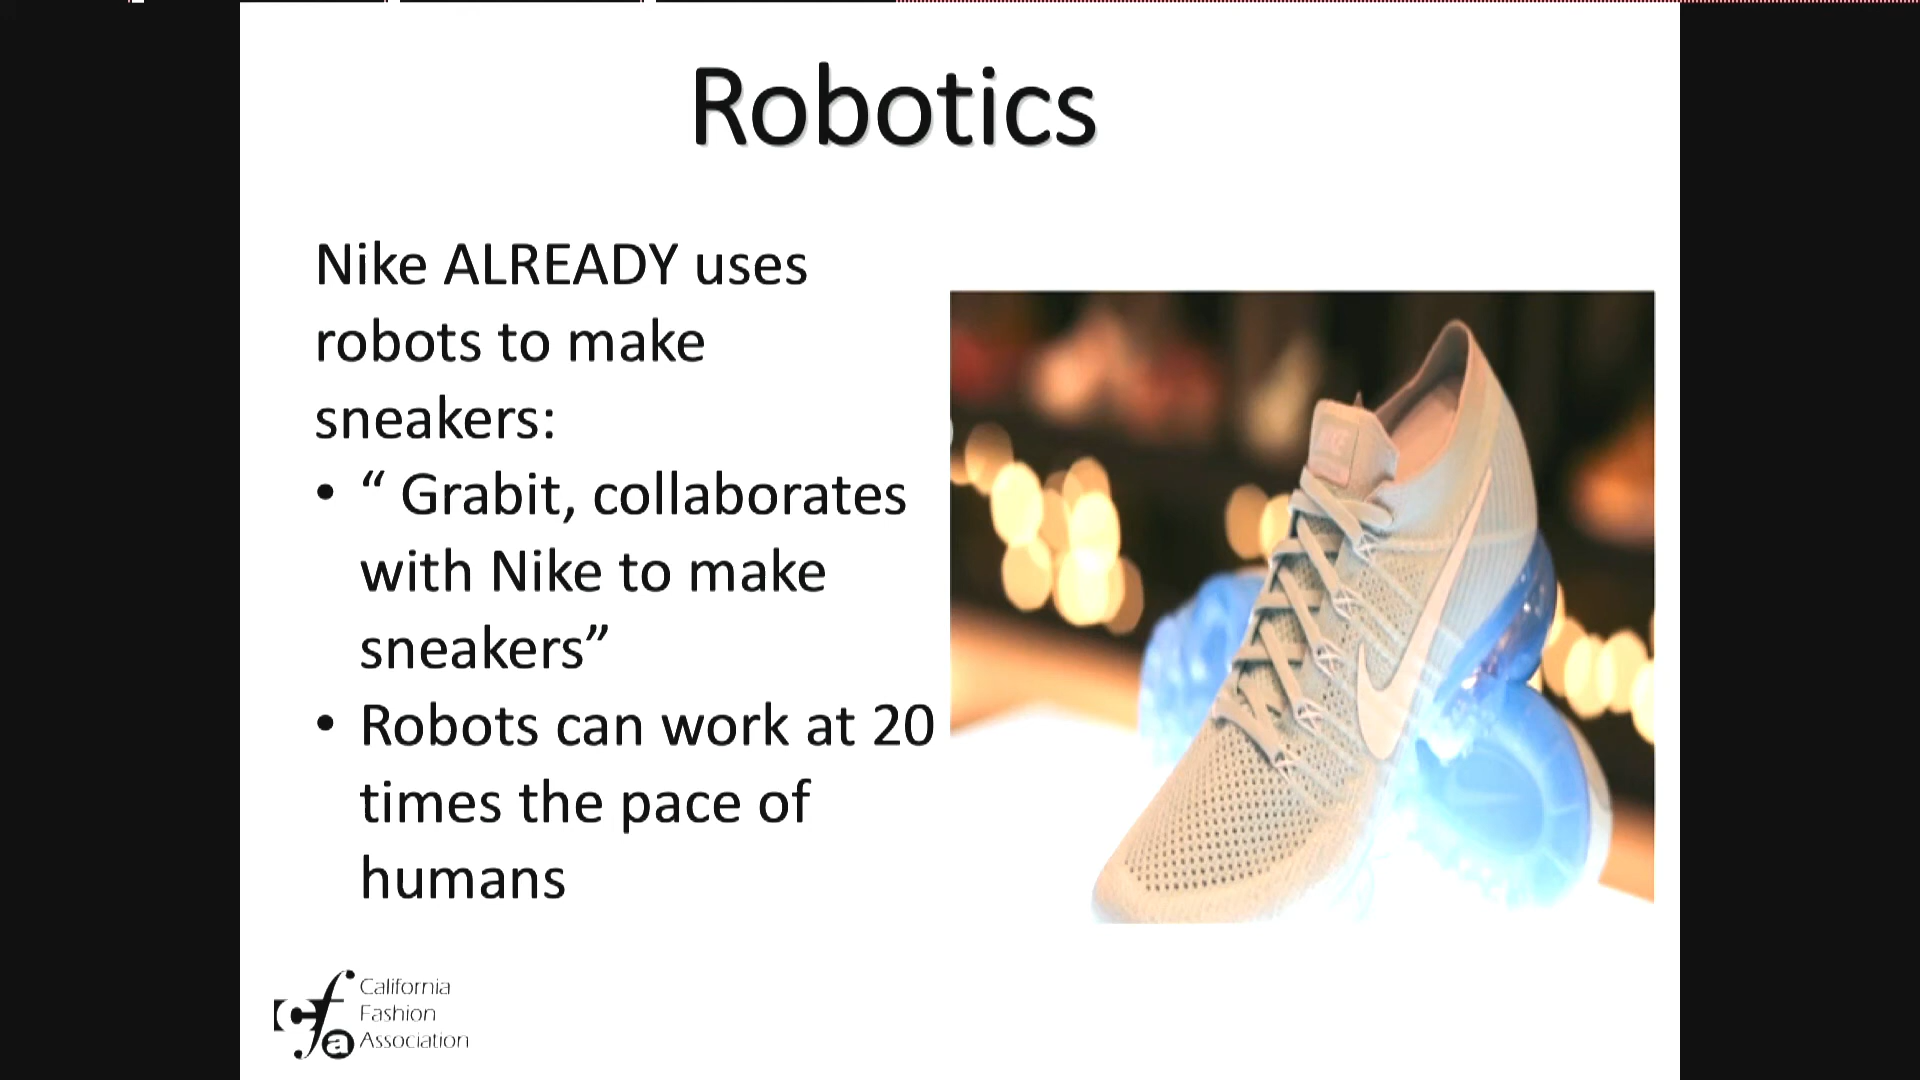 Robotics
Nike ALREADY uses
robots to make
sneakers:
• “ Grabit, collaborates
with Nike to make
sneakers”
• Robots can work at 20
times the pace of
humans
cfa
California
Fashion
Association